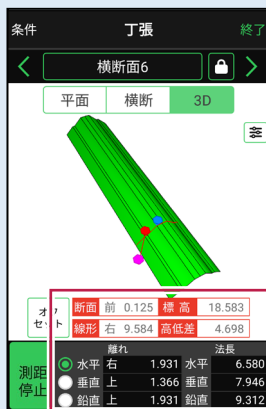 条件 丁張 終了
横断面6
平面 横断 3D
オフセット
断面 前 0.125 標高 18.583
線形 右 9.584 高低差 4.698
離れ 法長
測距停止
水平 右 1.931 水平 6.580
垂直 上 1.366 垂直 7.946
鉛直 上 1.931 鉛直 9.312